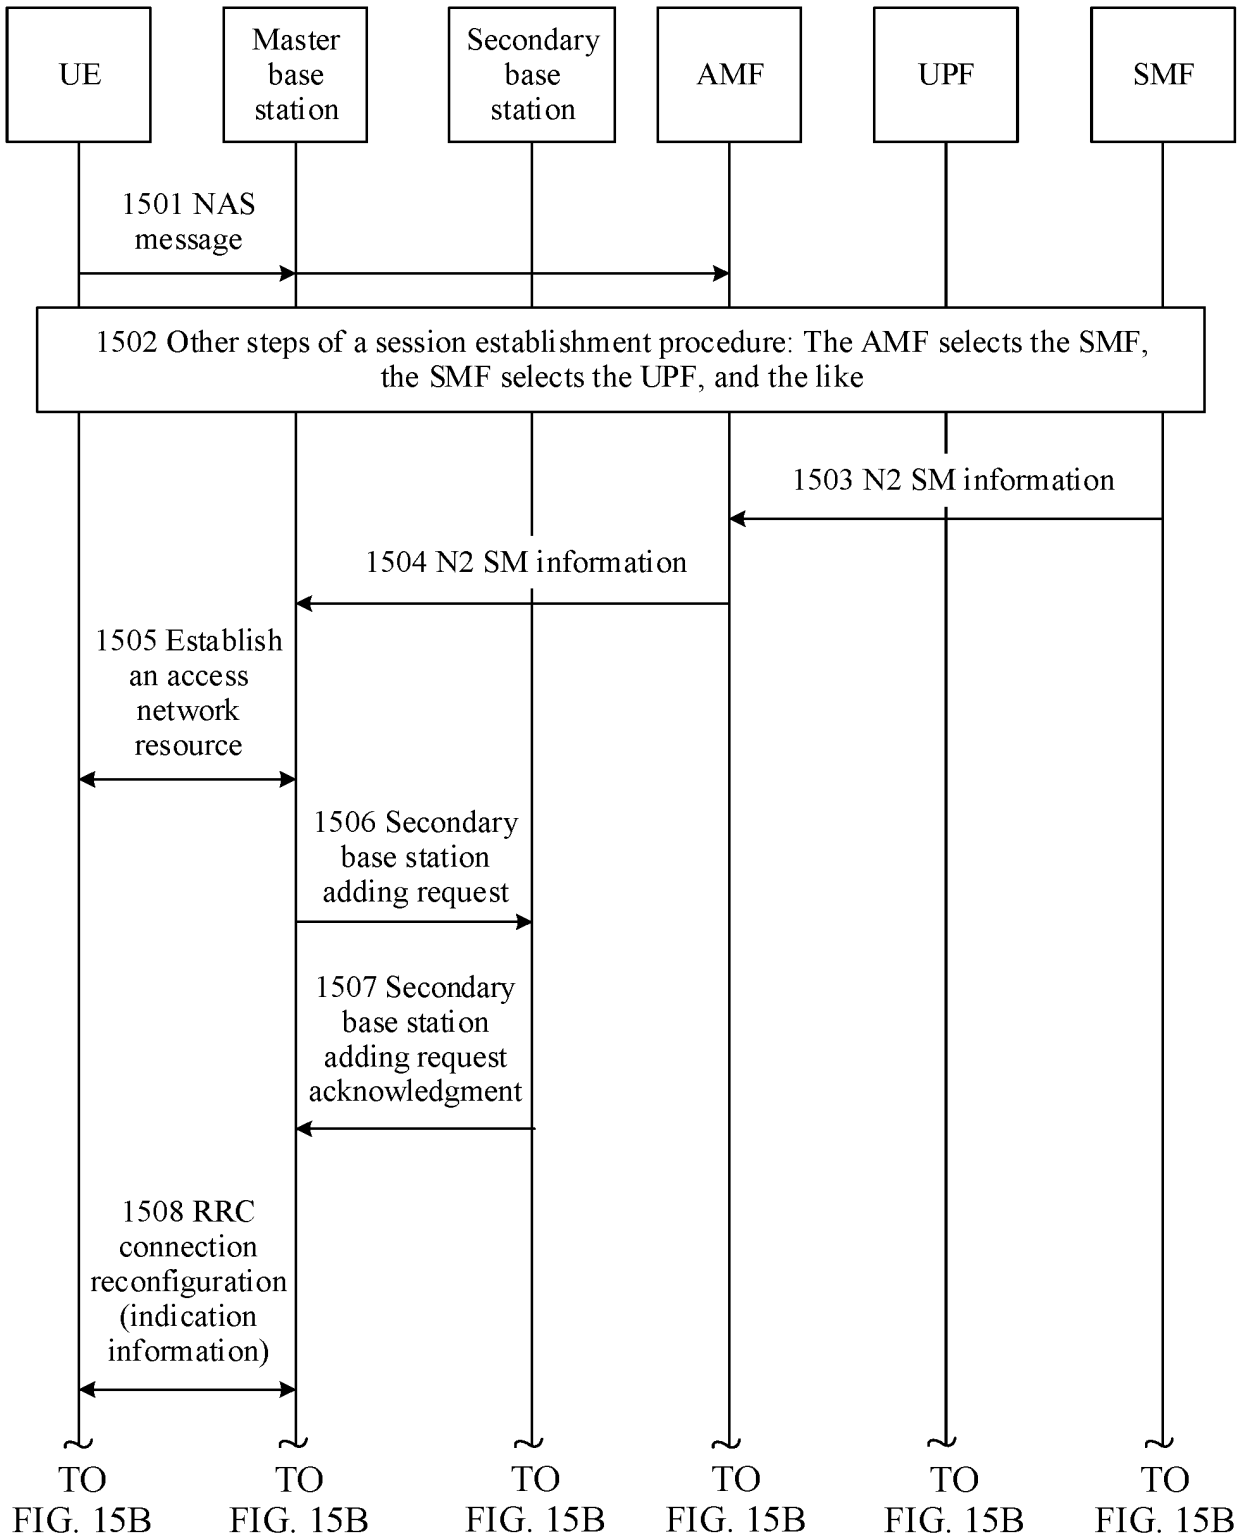 UE
Master
base
station
Secondary
base
station
AMF
UPF
SMF
1501 NAS
message
1502 Other steps of a session establishment procedure: The AMF selects the SMF,
the SMF selects the UPF, and the like
1503 N2 SM information
1504 N2 SM information
1505 Establish
an access
network
resource
1506 Secondary
base station
adding request
1507 Secondary
base station
adding request
acknowledgment
1508 RRC
connection
reconfiguration
(indication
information)
TO
FIG. 15B
TO
FIG. 15B
TO
FIG. 15B
TO
FIG. 15B
TO
FIG. 15B
TO
FIG. 15B